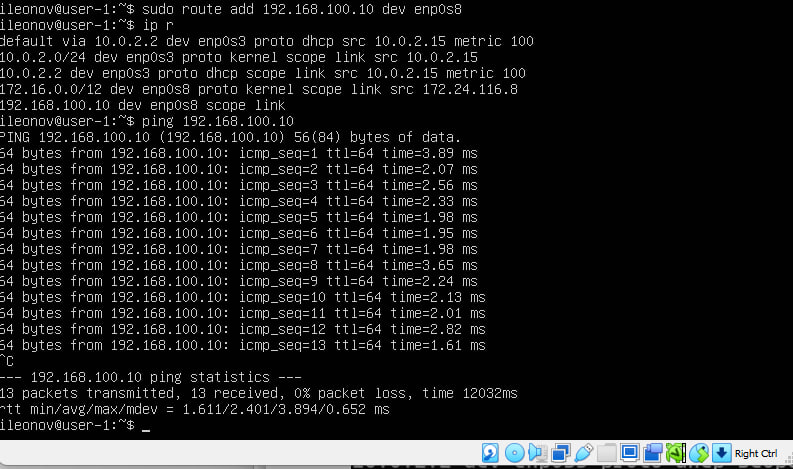 ileonov@user-1:~$ sudo route add 192.168.100.10 dev enp0s8
ileonov@user-1:~$ ip r
default via 10.0.2.2 dev enp0s3 proto dhcp src 10.0.2.15 metric 100
10.0.2.0/24 dev enp0s3 proto kernel scope link src 10.0.2.15
10.0.2.2 dev enp0s3 proto dhcp scope link src 10.0.2.15 metric 100
172.16.0.0/12 dev enp0s8 proto kernel scope link src 172.24.116.8
192.168.100.10 dev enp0s8 scope link
ileonov@user-1:~$ ping 192.168.100.10
PING 192.168.100.10 (192.168.100.10) 56(84) bytes of data.
64 bytes from 192.168.100.10: icmp_seq=1 ttl=64 time=3.89 ms
64 bytes from 192.168.100.10: icmp_seq=2 ttl=64 time=2.07 ms
64 bytes from 192.168.100.10: icmp_seq=3 ttl=64 time=2.56 ms
64 bytes from 192.168.100.10: icmp_seq=4 ttl=64 time=2.33 ms
64 bytes from 192.168.100.10: icmp_seq=5 ttl=64 time=1.98 ms
64 bytes from 192.168.100.10: icmp_seq=6 ttl=64 time=1.95 ms
64 bytes from 192.168.100.10: icmp_seq=7 ttl=64 time=1.98 ms
64 bytes from 192.168.100.10: icmp_seq=8 ttl=64 time=3.65 ms
64 bytes from 192.168.100.10: icmp_seq=9 ttl=64 time=2.24 ms
64 bytes from 192.168.100.10: icmp_seq=10 ttl=64 time=2.13 ms
64 bytes from 192.168.100.10: icmp_seq=11 ttl=64 time=2.01 ms
64 bytes from 192.168.100.10: icmp_seq=12 ttl=64 time=2.82 ms
64 bytes from 192.168.100.10: icmp_seq=13 ttl=64 time=1.61 ms
^C
--- 192.168.100.10 ping statistics ---
13 packets transmitted, 13 received, 0% packet loss, time 12032ms
rtt min/avg/max/mdev = 1.611/2.401/3.894/0.652 ms
ileonov@user-1:~$ _
Right Ctrl